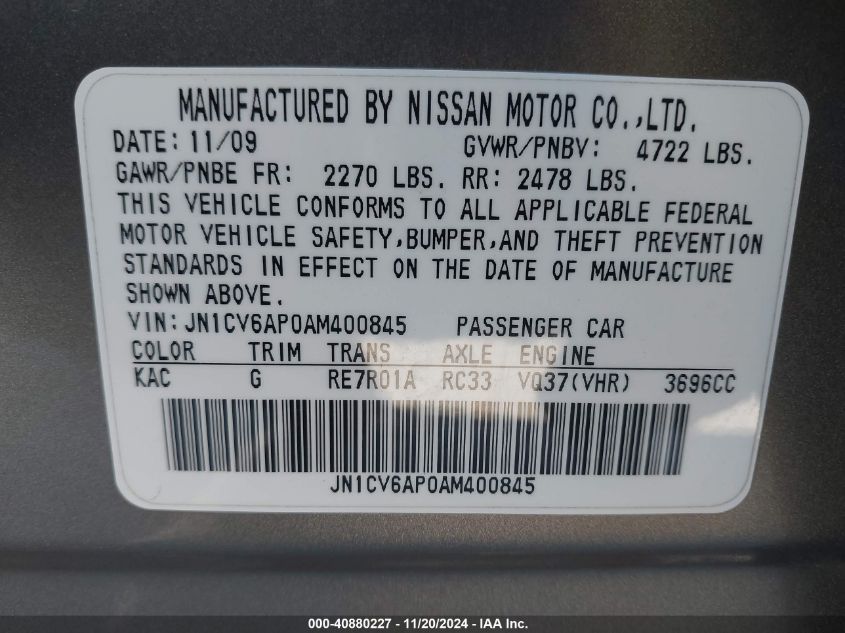 MANUFACTURED BY NISSAN MOTOR CO.,LTD.
DATE: 11/09 GVWR/PNBV: 4722 LBS.
GAWR/PNBE FR: 2270 LBS. RR: 2478 LBS.
THIS VEHICLE CONFORMS TO ALL APPLICABLE FEDERAL
MOTOR VEHICLE SAFETY,BUMPER,AND THEFT PREVENTION
STANDARDS IN EFFECT ON THE DATE OF MANUFACTURE
SHOWN ABOVE.
VIN:JN1CV6AP0AM400845 PASSENGER CAR
COLOR TRIM TRANS AXLE ENGINE
KAC G RE7R01A RC33 VQ37(VHR) 3696CC
JN1CV6AP0AM400845
000-40880227 - 11/20/2024 - IAA Inc.